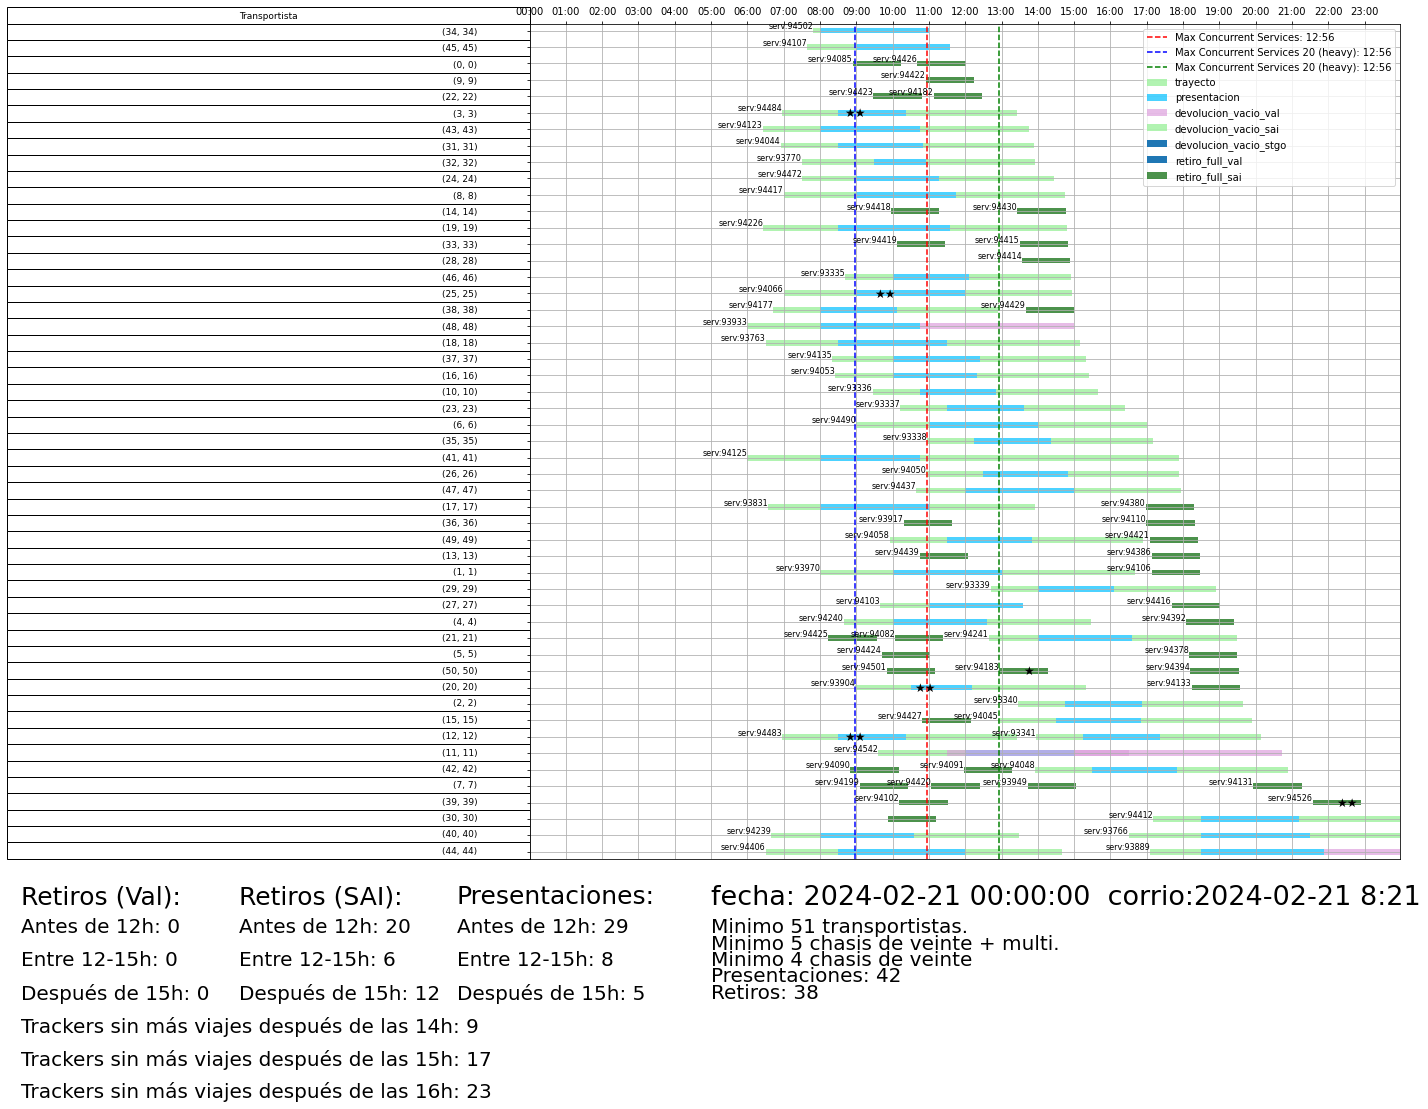 Transportista
00:00 01:00 02:00 03:00 04:00 05:00 06:00 07:00 08:00 09:00 10:00 11:00 12:00 13:00 14:00 15:00 16:00 17:00 18:00 19:00 20:00 21:00 22:00 23:00
Max Concurrent Services: 12:56
Max Concurrent Services 20 (heavy): 12:56
Max Concurrent Services 20 (heavy): 12:56
trayecto
presentacion
devolucion_vacio_val
devolucion_vacio_sai
devolucion_vacio_stgo
retiro_full_val
retiro_full_sai
(34, 34) serv:94502
(45, 45) serv:94107
(0, 0) serv:94085 serv:94426
(9, 9) serv:94422
(22, 22) serv:94423 serv:94182
(3, 3) serv:94484
(43, 43) serv:94123
(31, 31) serv:94044
(32, 32) serv:93770
(24, 24) serv:94472
(8, 8) serv:94417
(14, 14) serv:94418 serv:94430
(19, 19) serv:94226
(33, 33) serv:94419 serv:94415
(28, 28) serv:94414
(46, 46) serv:93335
(25, 25) serv:94066
(38, 38) serv:94177 serv:94429
(48, 48) serv:93933
(18, 18) serv:93763
(37, 37) serv:94135
(16, 16) serv:94053
(10, 10) serv:93336
(23, 23) serv:93337
(6, 6) serv:94490
(35, 35) serv:93338
(41, 41) serv:94125
(26, 26) serv:94050
(47, 47) serv:94437
(17, 17) serv:93831 serv:94380
(36, 36) serv:93917 serv:94110
(49, 49) serv:94058 serv:94421
(13, 13) serv:94439 serv:94386
(1, 1) serv:93970 serv:94106
(29, 29) serv:93339
(27, 27) serv:94103 serv:94416
(4, 4) serv:94240 serv:94392
(21, 21) serv:94425 serv:94082 serv:94241
(5, 5) serv:94424 serv:94378
(50, 50) serv:94501 serv:94183 serv:94394
(20, 20) serv:93904 serv:94133
(2, 2) serv:93340
(15, 15) serv:94427 serv:94045
(12, 12) serv:94483 serv:93341
(11, 11) serv:94542
(42, 42) serv:94090 serv:94091 serv:94048
(7, 7) serv:94199 serv:94420 serv:93949 serv:94131
(39, 39) serv:94102 serv:94526
(30, 30) serv:94412
(40, 40) serv:94239 serv:93766
(44, 44) serv:94406 serv:93889
Retiros (Val):
Antes de 12h: 0
Entre 12-15h: 0
Después de 15h: 0
Retiros (SAI):
Antes de 12h: 20
Entre 12-15h: 6
Después de 15h: 12
Presentaciones:
Antes de 12h: 29
Entre 12-15h: 8
Después de 15h: 5
Trackers sin más viajes después de las 14h: 9
Trackers sin más viajes después de las 15h: 17
Trackers sin más viajes después de las 16h: 23
fecha: 2024-02-21 00:00:00 corrio:2024-02-21 8:21
Minimo 51 transportistas.
Minimo 5 chasis de veinte + multi.
Minimo 4 chasis de veinte
Presentaciones: 42
Retiros: 38